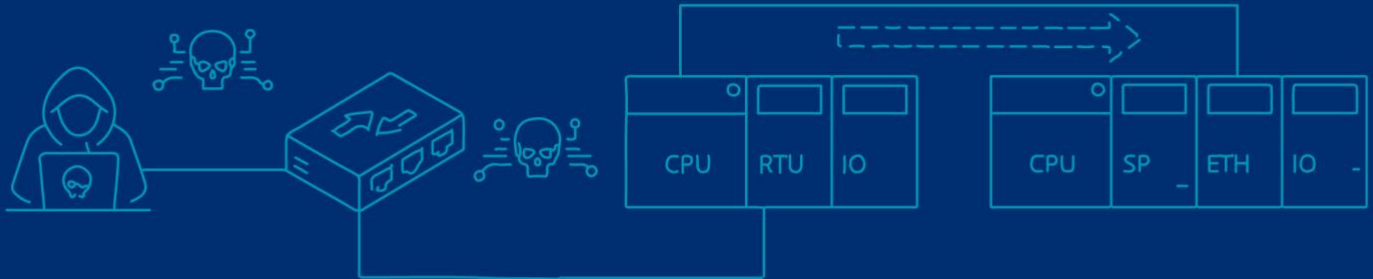 CPU RTU IO
CPU SP _ ETH IO -